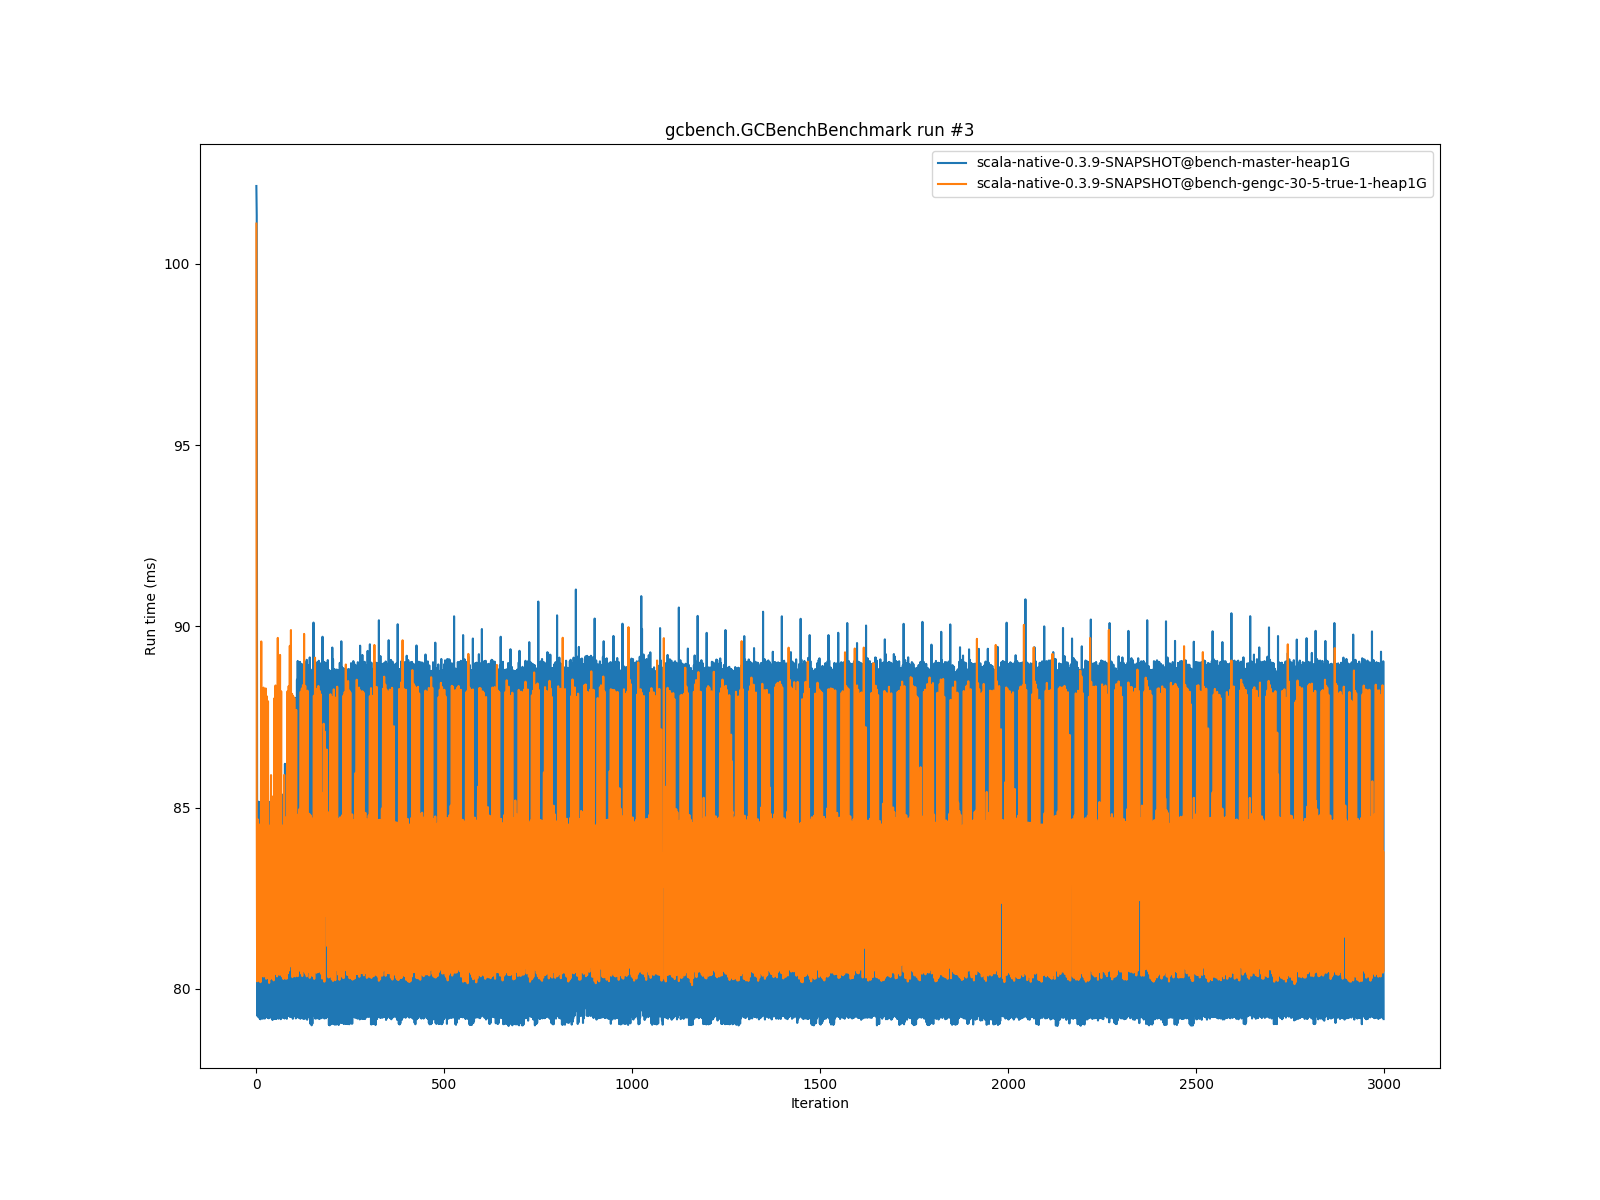 gcbench.GCBenchBenchmark run #3
scala-native-0.3.9-SNAPSHOT@bench-master-heap1G
scala-native-0.3.9-SNAPSHOT@bench-gengc-30-5-true-1-heap1G
100
95
90
85
80
Run time (ms)
0 500 1000 1500 2000 2500 3000
Iteration